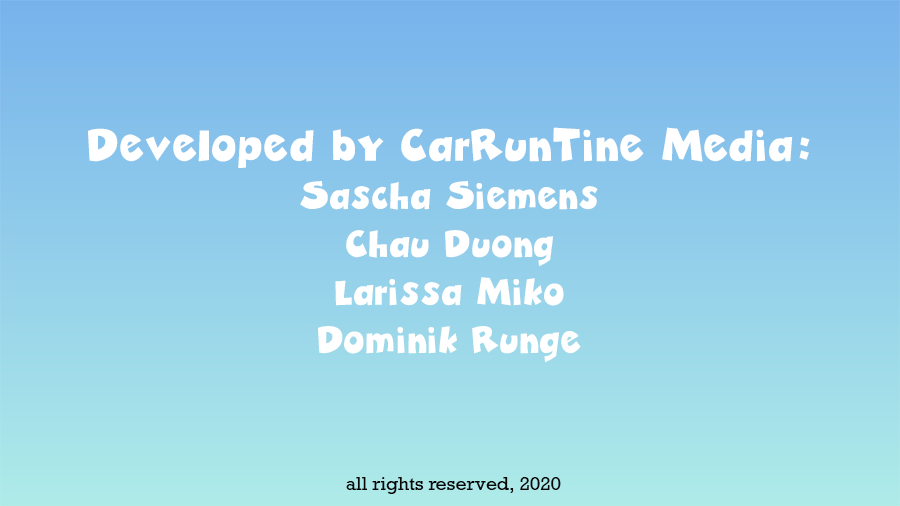 Developed by CarRunTine Media:
Sascha Siemens
Chau Duong
Larissa Miko
Dominik Runge
all rights reserved, 2020